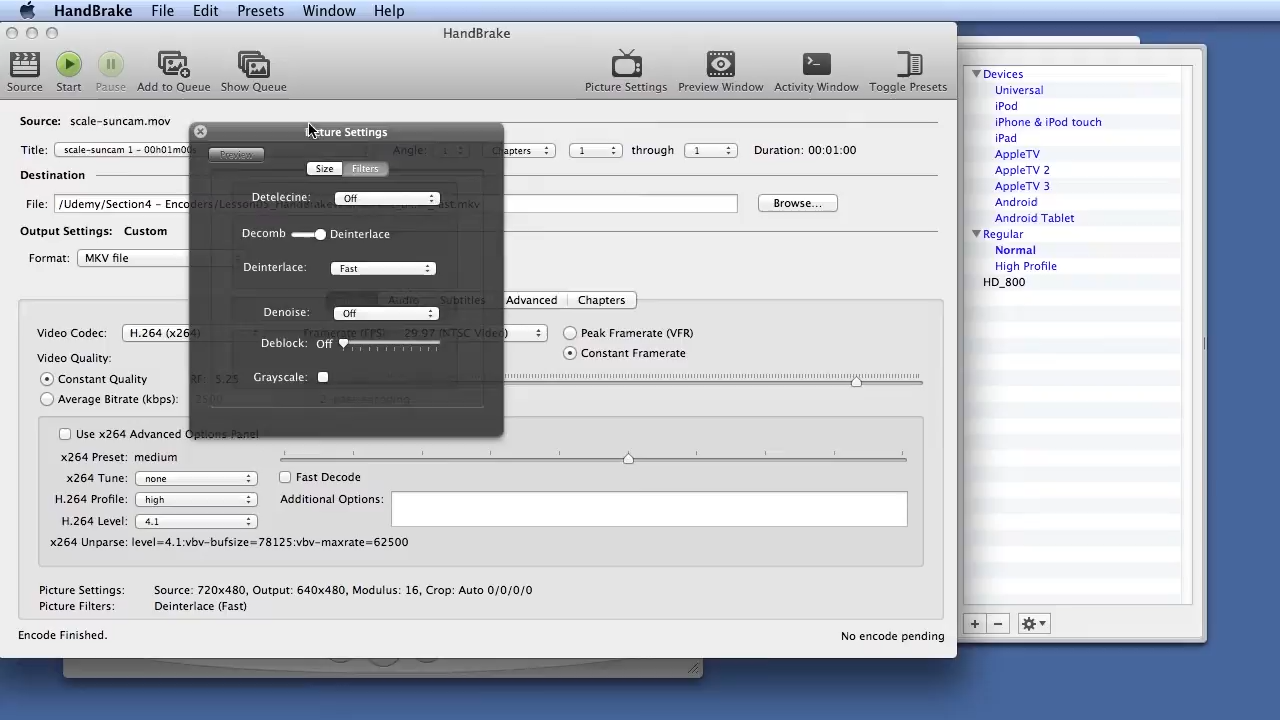 HandBrake File Edit Presets Window Help
HandBrake
Source Start Pause Add to Queue Show Queue Picture Settings Preview Window Activity Window Toggle Presets
Source: scale-suncam.mov
Picture Settings
Title: scale-suncam 1 - 00h01m00s Angle: Chapters 1 through 1 Duration: 00:01:00
Preview
Size Filters
Destination
Detelecine: Off
File: /Udemy/Section4 - Encoders/ .mkv Browse...
Output Settings: Custom
Decomb Deinterlace
Format: MKV file
Deinterlace: Fast
Audio Subtitles Advanced Chapters
Denoise: Off
Video Codec: H.264 (x264) Framerate (FPS): 29.97 (NTSC Video) Peak Framerate (VFR)
Deblock: Off
Constant Framerate
Video Quality:
Grayscale:
Constant Quality RF: 5.25
Average Bitrate (kbps): 2-pass encoding
Use x264 Advanced Options Panel
x264 Preset: medium
x264 Tune: none Fast Decode
H.264 Profile: high Additional Options:
H.264 Level: 4.1
x264 Unparse: level=4.1:vbv-bufsize=78125:vbv-maxrate=62500
Picture Settings: Source: 720x480, Output: 640x480, Modulus: 16, Crop: Auto 0/0/0/0
Picture Filters: Deinterlace (Fast)
Encode Finished. No encode pending
Devices
Universal
iPod
iPhone & iPod touch
iPad
AppleTV
AppleTV 2
AppleTV 3
Android
Android Tablet
Regular
Normal
High Profile
HD_800